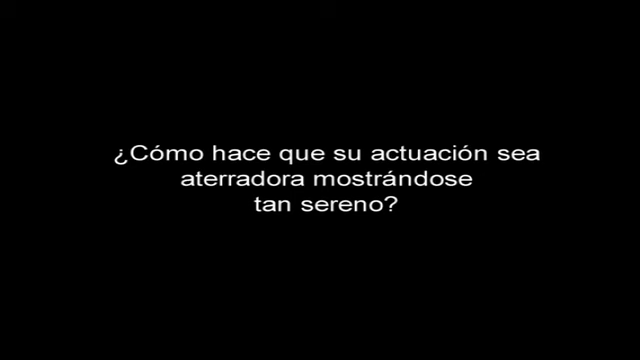 ¿Cómo hace que su actuación sea
aterradora mostrándose
tan sereno?